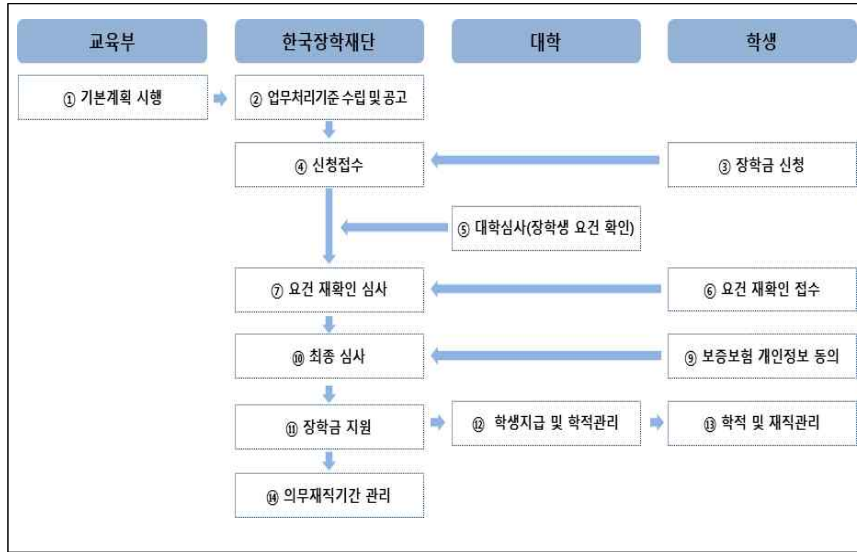 교육부
한국장학재단
대학
학생
① 기본계획 시행
② 업무처리기준 수립 및 공고
④ 신청접수
③ 장학금 신청
⑤ 대학심사(장학생 요건 확인)
⑦ 요건 재확인 심사
⑥ 요건 재확인 접수
⑩ 최종 심사
⑨ 보증보험 개인정보 동의
⑪ 장학금 지원
⑫ 학생지급 및 학적관리
⑬ 학적 및 재직관리
⑭ 의무재직기간 관리